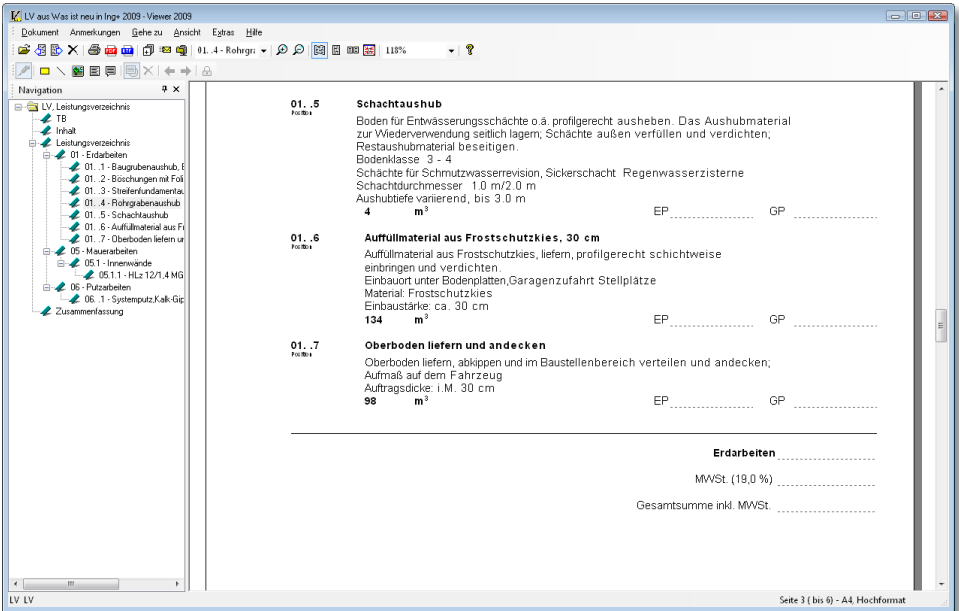 LV aus Was ist neu in Ing+ 2009 - Viewer 2009
Dokument Anmerkungen Gehe zu Ansicht Extras Hilfe
01. .4 - Rohrgra 118%
Navigation
LV, Leistungsverzeichnis
TB
Inhalt
Leistungsverzeichnis
01 - Erdarbeiten
01. .1 - Baugrubenaushub, B
01. .2 - Böschungen mit Foli
01. .3 - Streifenfundamentau
01. .4 - Rohrgrabenaushub
01. .5 - Schachtaushub
01. .6 - Auffüllmaterial aus Fr
01. .7 - Oberboden liefern ur
05 - Mauerarbeiten
05.1 - Innenwände
05.1.1 - HLz 12/1,4 MG
06 - Putzarbeiten
06. .1 - Systemputz,Kalk-Gip
Zusammenfassung
01. .5 Schachtaushub
Position
Boden für Entwässerungsschächte o.ä. profilgerecht ausheben. Das Aushubmaterial
zur Wiederverwendung seitlich lagern; Schächte außen verfüllen und verdichten;
Restaushubmaterial beseitigen.
Bodenklasse 3 - 4
Schächte für Schmutzwasserrevision, Sickerschacht Regenwasserzisterne
Schachtdurchmesser 1.0 m/2.0 m
Aushubtiefe variierend, bis 3.0 m
4 m³ EP GP
01. .6 Auffüllmaterial aus Frostschutzkies, 30 cm
Position
Auffüllmaterial aus Frostschutzkies, liefern, profilgerecht schichtweise
einbringen und verdichten.
Einbauort unter Bodenplatten,Garagenzufahrt Stellplätze
Material: Frostschutzkies
Einbaustärke: ca. 30 cm
134 m³ EP GP
01. .7 Oberboden liefern und andecken
Position
Oberboden liefern, abkippen und im Baustellenbereich verteilen und andecken;
Aufmaß auf dem Fahrzeug
Auftragsdicke: i.M. 30 cm
98 m³ EP GP
Erdarbeiten
MWSt. (19,0 %)
Gesamtsumme inkl. MWSt.
LV LV Seite 3 ( bis 6) - A4, Hochformat